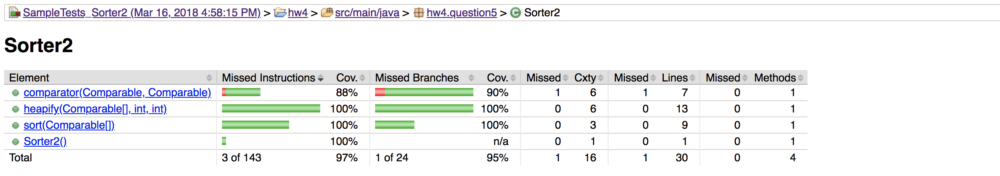 SampleTests_Sorter2 (Mar 16, 2018 4:58:15 PM) > hw4 > src/main/java > hw4.question5 > C Sorter2
Sorter2
Element Missed Instructions Cov. Missed Branches Cov. Missed Cxty Missed Lines Missed Methods
comparator(Comparable, Comparable) 88% 90% 1 6 1 7 0 1
heapify(Comparable[], int, int) 100% 100% 0 6 0 13 0 1
sort(Comparable[]) 100% 100% 0 3 0 9 0 1
Sorter2() 100% n/a 0 1 0 1 0 1
Total 3 of 143 97% 1 of 24 95% 1 16 1 30 0 4